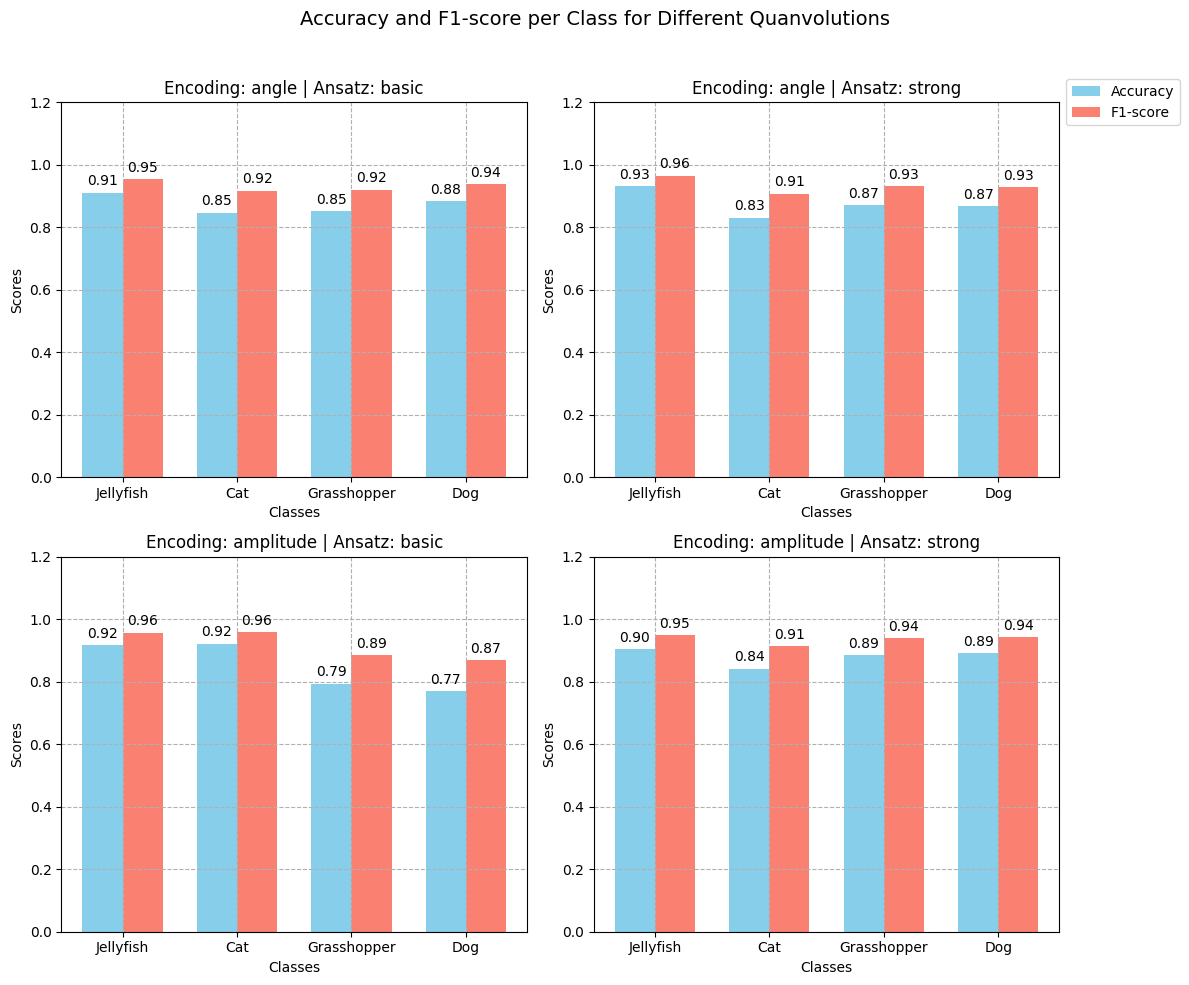 Accuracy and F1-score per Class for Different Quanvolutions
Encoding: angle | Ansatz: basic
1.2
1.0
0.8
0.6
0.4
0.2
0.0
Scores
0.91
0.95
0.85
0.92
0.85
0.92
0.88
0.94
Jellyfish
Cat
Grasshopper
Dog
Classes
Encoding: angle | Ansatz: strong
1.2
1.0
0.8
0.6
0.4
0.2
0.0
Scores
0.93
0.96
0.83
0.91
0.87
0.93
0.87
0.93
Jellyfish
Cat
Grasshopper
Dog
Classes
Accuracy
F1-score
Encoding: amplitude | Ansatz: basic
1.2
1.0
0.8
0.6
0.4
0.2
0.0
Scores
0.92
0.96
0.92
0.96
0.79
0.89
0.77
0.87
Jellyfish
Cat
Grasshopper
Dog
Classes
Encoding: amplitude | Ansatz: strong
1.2
1.0
0.8
0.6
0.4
0.2
0.0
Scores
0.90
0.95
0.84
0.91
0.89
0.94
0.89
0.94
Jellyfish
Cat
Grasshopper
Dog
Classes